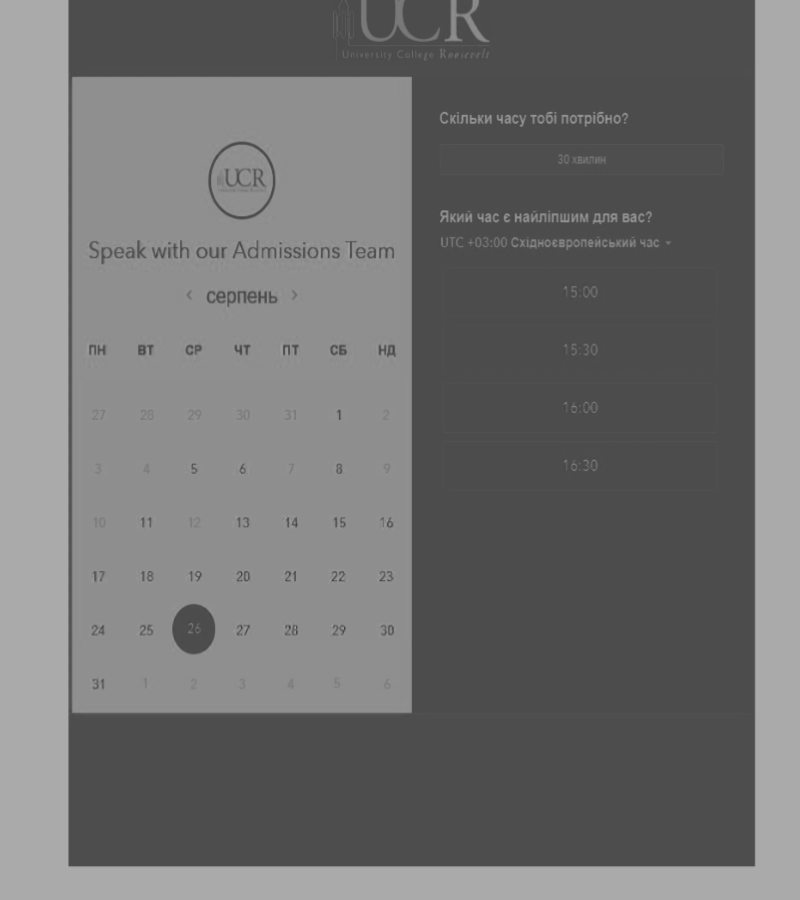 UCR
University College Roosevelt
UCR
Speak with our Admissions Team
< серпень >
ПН ВТ СР ЧТ ПТ СБ НД
27 28 29 30 31 1 2
3 4 5 6 7 8 9
10 11 12 13 14 15 16
17 18 19 20 21 22 23
24 25 26 27 28 29 30
31 1 2 3 4 5 6
Скільки часу тобі потрібно?
30 хвилин
Який час є найліпшим для вас?
UTC +03:00 Східноєвропейський час
15:00
15:30
16:00
16:30